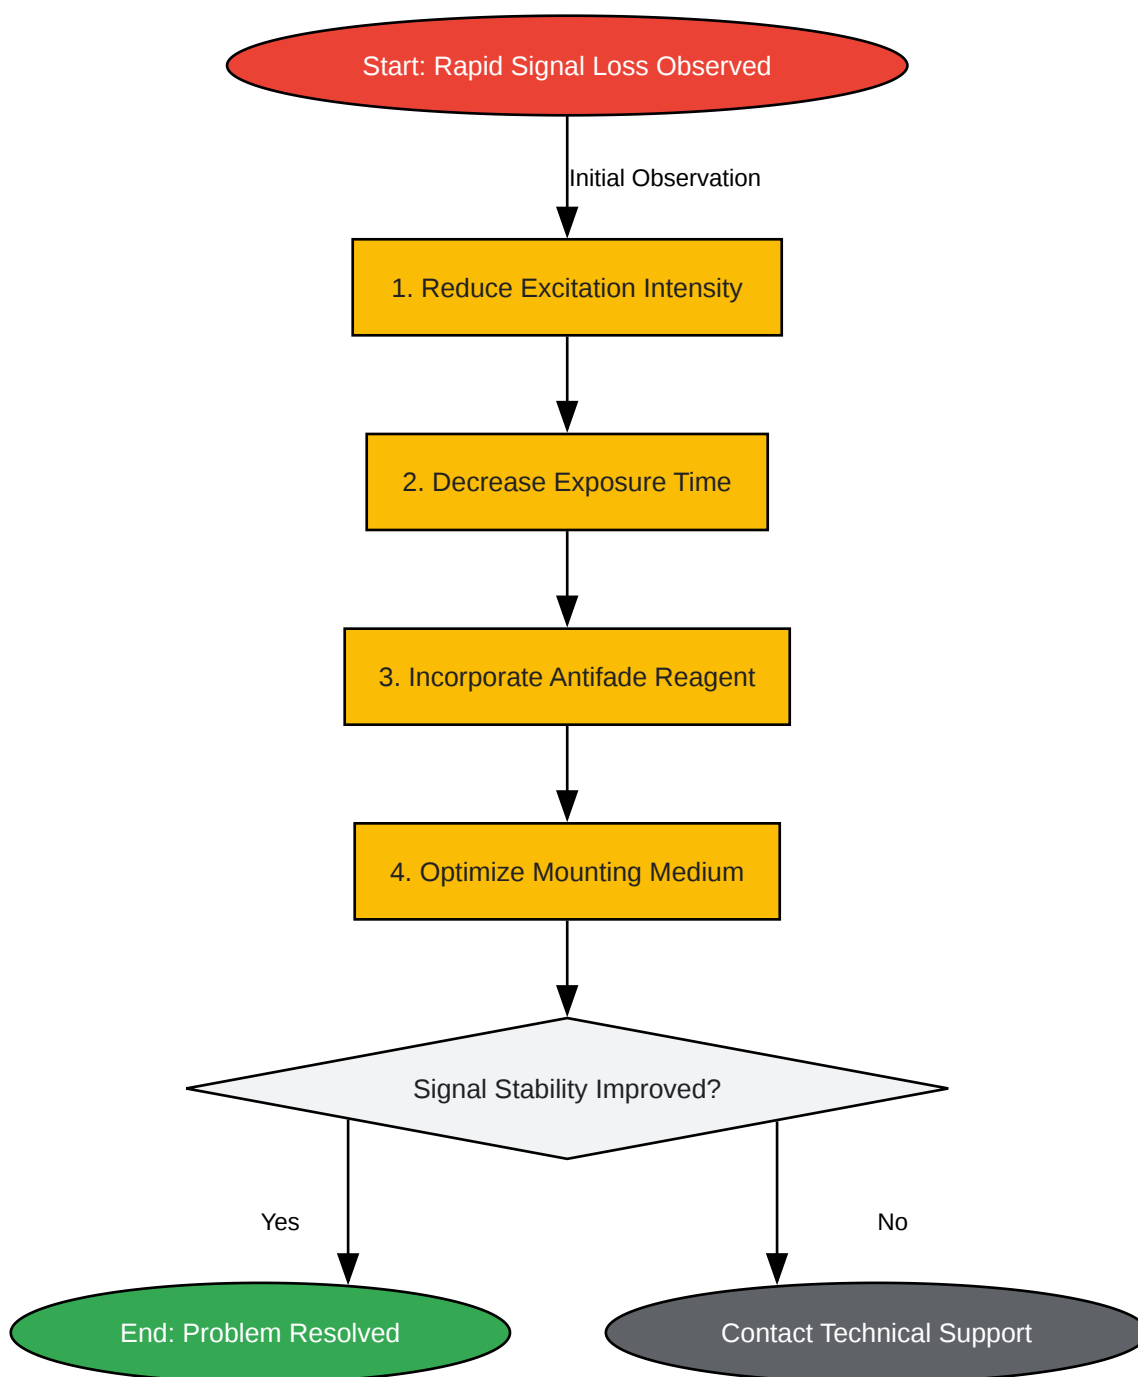 Start: Rapid Signal Loss Observed
Initial Observation
1. Reduce Excitation Intensity
2. Decrease Exposure Time
3. Incorporate Antifade Reagent
4. Optimize Mounting Medium
Signal Stability Improved?
Yes
No
End: Problem Resolved
Contact Technical Support